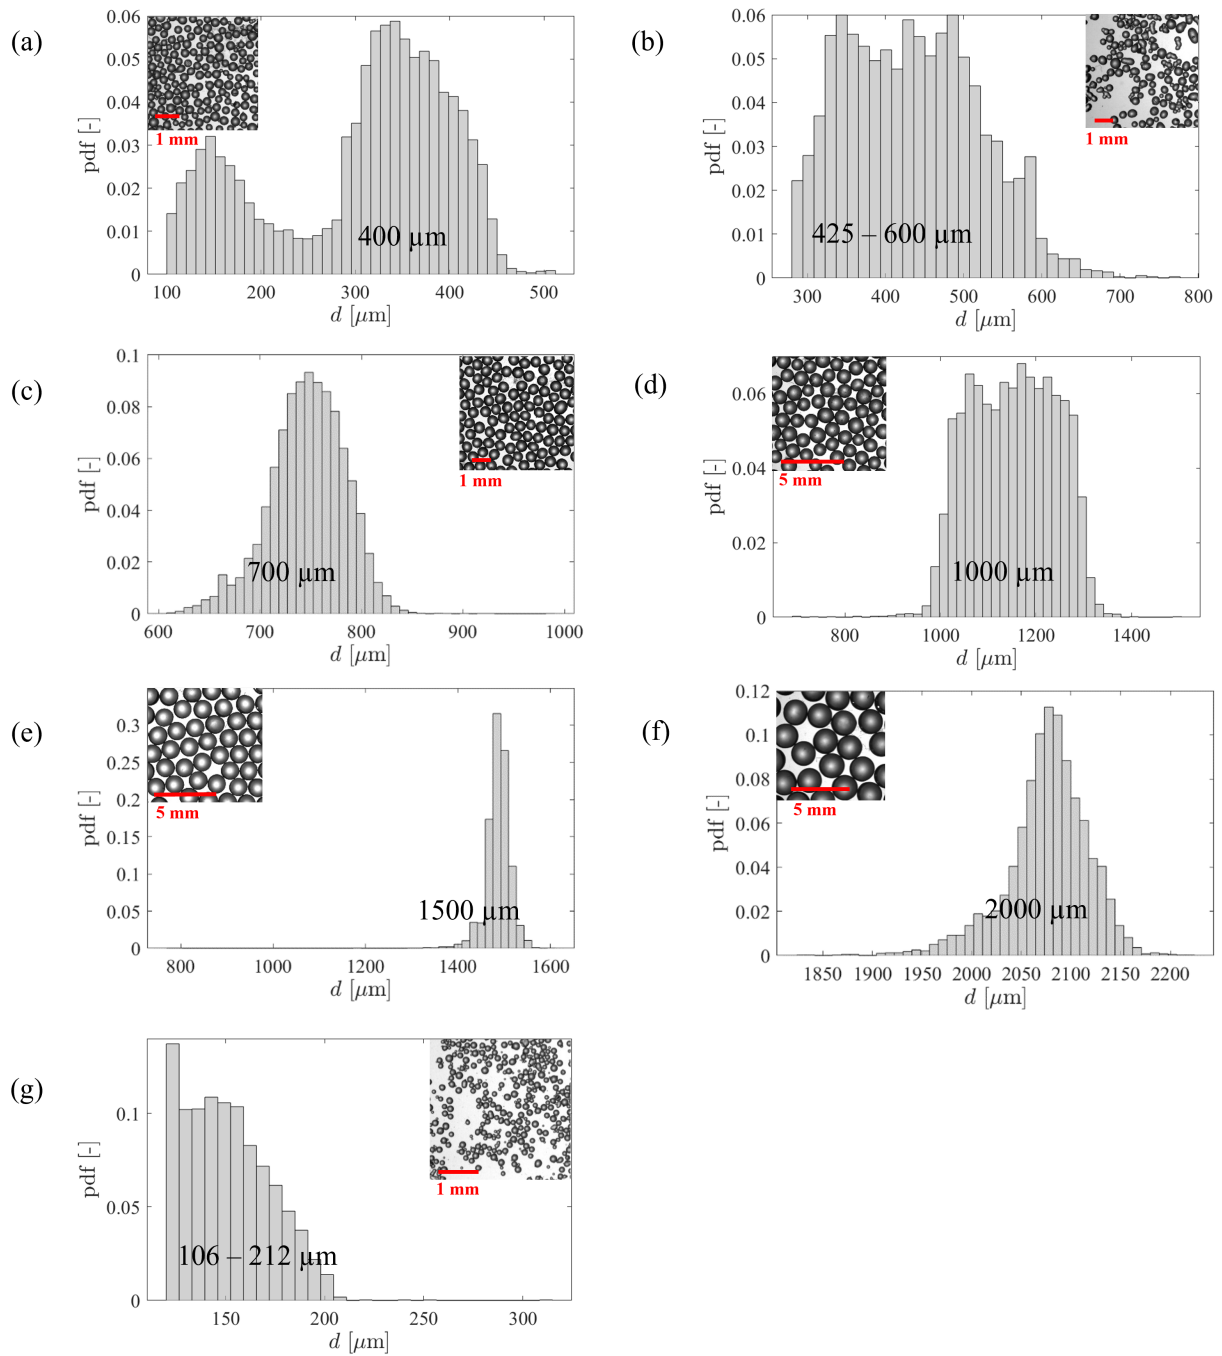 (a)
0.06
0.05
0.04
0.03
0.02
0.01
0
pdf [-]
1 mm
400 µm
100 200 300 400 500
d [µm]
(b)
0.06
0.05
0.04
0.03
0.02
0.01
0
pdf [-]
1 mm
425 – 600 µm
300 400 500 600 700 800
d [µm]
(c)
0.1
0.08
0.06
0.04
0.02
0
pdf [-]
1 mm
700 µm
600 700 800 900 1000
d [µm]
(d)
0.06
0.04
0.02
0
pdf [-]
5 mm
1000 µm
800 1000 1200 1400
d [µm]
(e)
0.3
0.25
0.2
0.15
0.1
0.05
0
pdf [-]
5 mm
1500 µm
800 1000 1200 1400 1600
d [µm]
(f)
0.12
0.1
0.08
0.06
0.04
0.02
0
pdf [-]
5 mm
2000 µm
1850 1900 1950 2000 2050 2100 2150 2200
d [µm]
(g)
0.1
0.05
0
pdf [-]
1 mm
106 – 212 µm
150 200 250 300
d [µm]